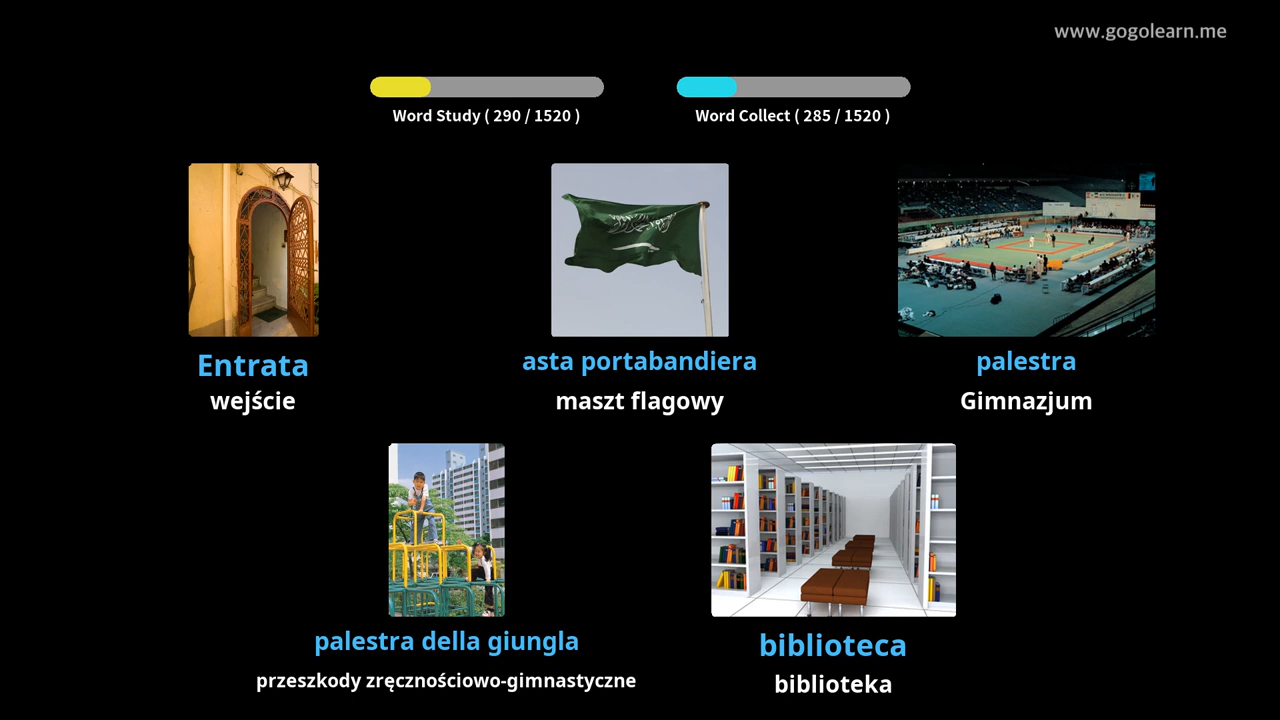 www.gogolearn.me
Word Study ( 290 / 1520 )
Word Collect ( 285 / 1520 )
Entrata
wejście
asta portabandiera
maszt flagowy
palestra
Gimnazjum
palestra della giungla
przeszkody zręcznościowo-gimnastyczne
biblioteca
biblioteka